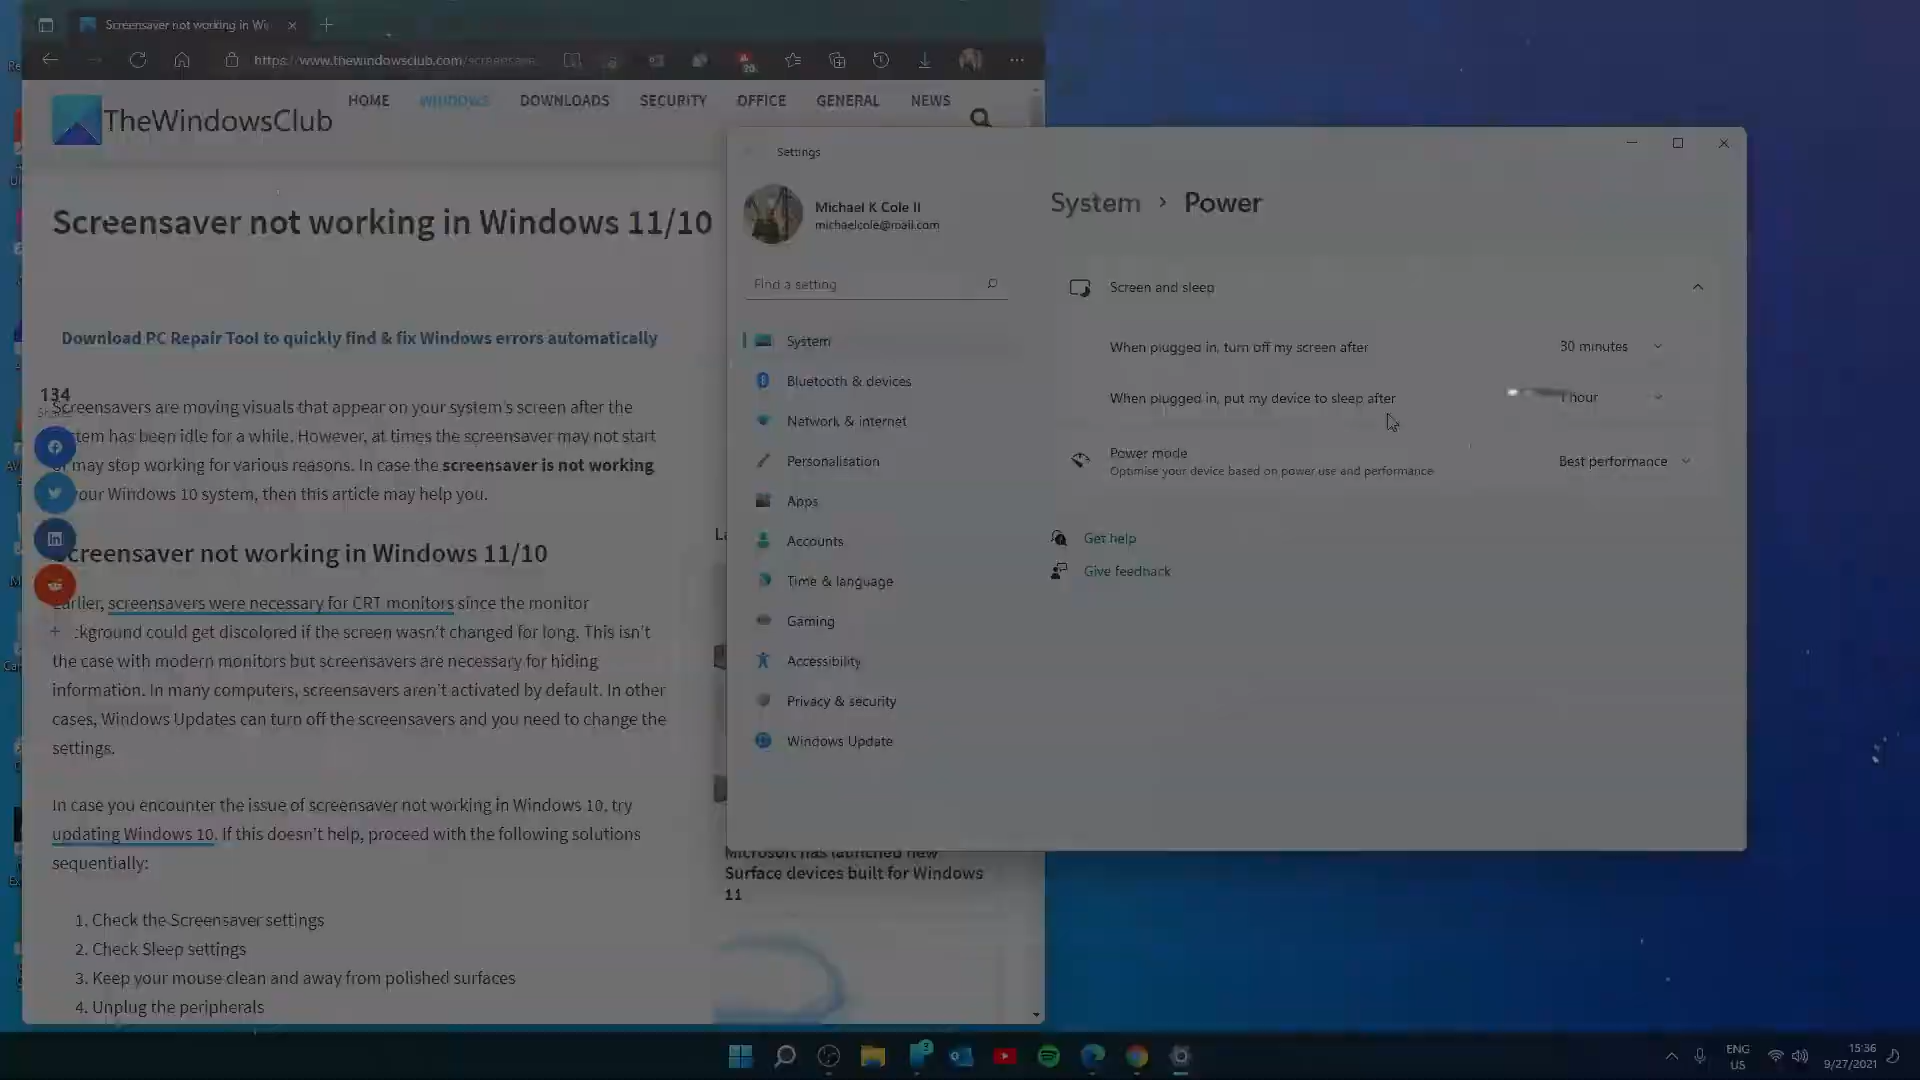 Screensaver not working in Wi
https://www.thewindowsclub.com/screensave
20
TheWindowsClub
HOME
WINDOWS
DOWNLOADS
SECURITY
OFFICE
GENERAL
NEWS
Screensaver not working in Windows 11/10
Download PC Repair Tool to quickly find & fix Windows errors automatically
134
Shares
Screensavers are moving visuals that appear on your system's screen after the
tem has been idle for a while. However, at times the screensaver may not start
may stop working for various reasons. In case the screensaver is not working
your Windows 10 system, then this article may help you.
creensaver not working in Windows 11/10
Earlier, screensavers were necessary for CRT monitors since the monitor
ckground could get discolored if the screen wasn't changed for long. This isn't
the case with modern monitors but screensavers are necessary for hiding
information. In many computers, screensavers aren't activated by default. In other
cases, Windows Updates can turn off the screensavers and you need to change the
settings.
In case you encounter the issue of screensaver not working in Windows 10, try
updating Windows 10. If this doesn't help, proceed with the following solutions
sequentially:
1. Check the Screensaver settings
2. Check Sleep settings
3. Keep your mouse clean and away from polished surfaces
4. Unplug the peripherals
Microsoft has launched new
Surface devices built for Windows
11
Settings
Michael K Cole II
michaelcole@mail.com
Find a setting
System
Bluetooth & devices
Network & internet
Personalisation
Apps
Accounts
Time & language
Gaming
Accessibility
Privacy & security
Windows Update
System > Power
Screen and sleep
When plugged in, turn off my screen after
30 minutes
When plugged in, put my device to sleep after
1 hour
Power mode
Optimise your device based on power use and performance
Best performance
Get help
Give feedback
3
ENG
US
15:36
9/27/2021